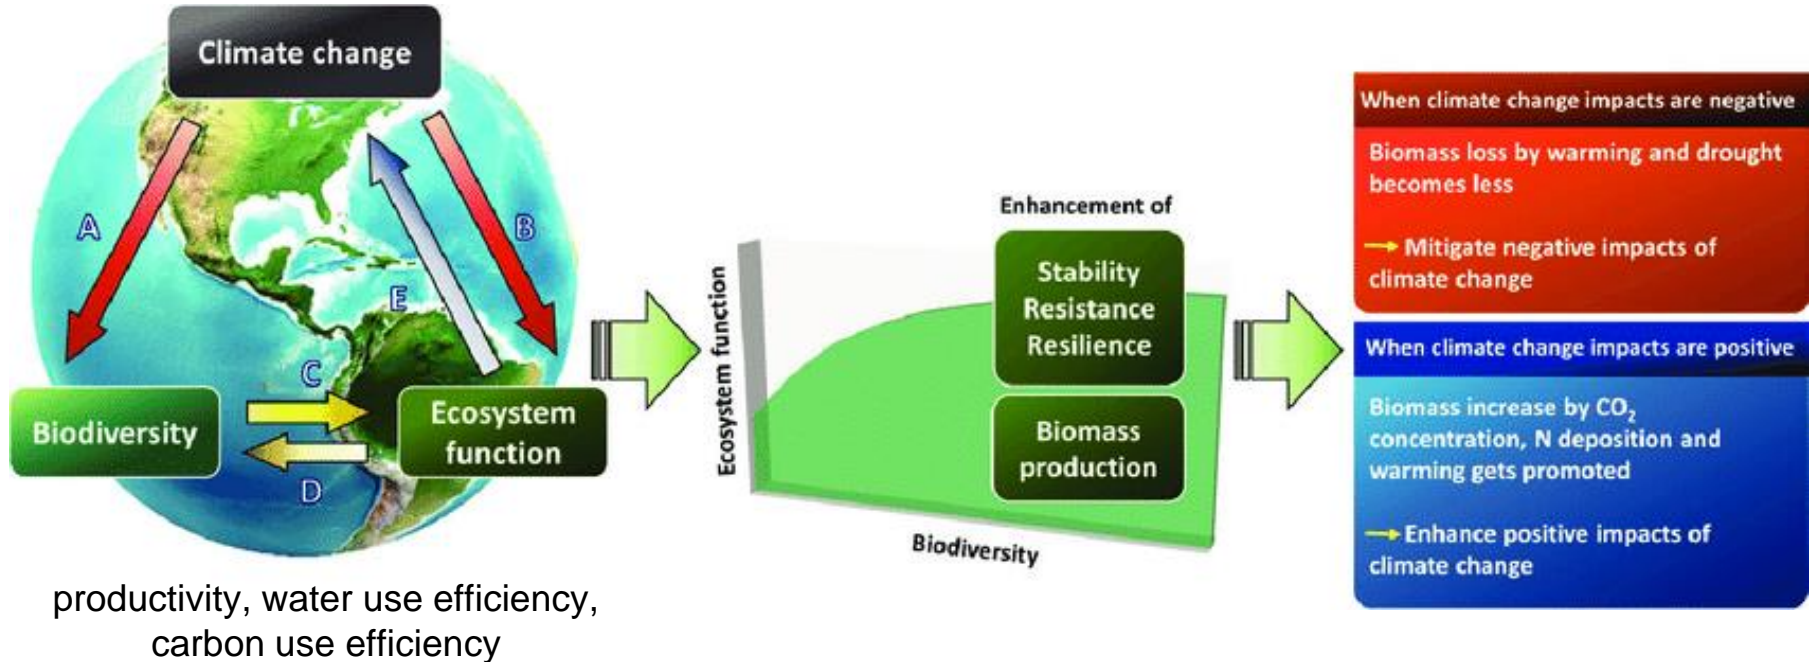 Climate change
A
B
E
C
Biodiversity
Ecosystem
function
D
productivity, water use efficiency,
carbon use efficiency
Enhancement of
Stability
Resistance
Resilience
Biomass
production
Ecosystem function
Biodiversity
When climate change impacts are negative
Biomass loss by warming and drought
becomes less
→ Mitigate negative impacts of
climate change
When climate change impacts are positive
Biomass increase by CO₂
concentration, N deposition and
warming gets promoted
→ Enhance positive impacts of
climate change